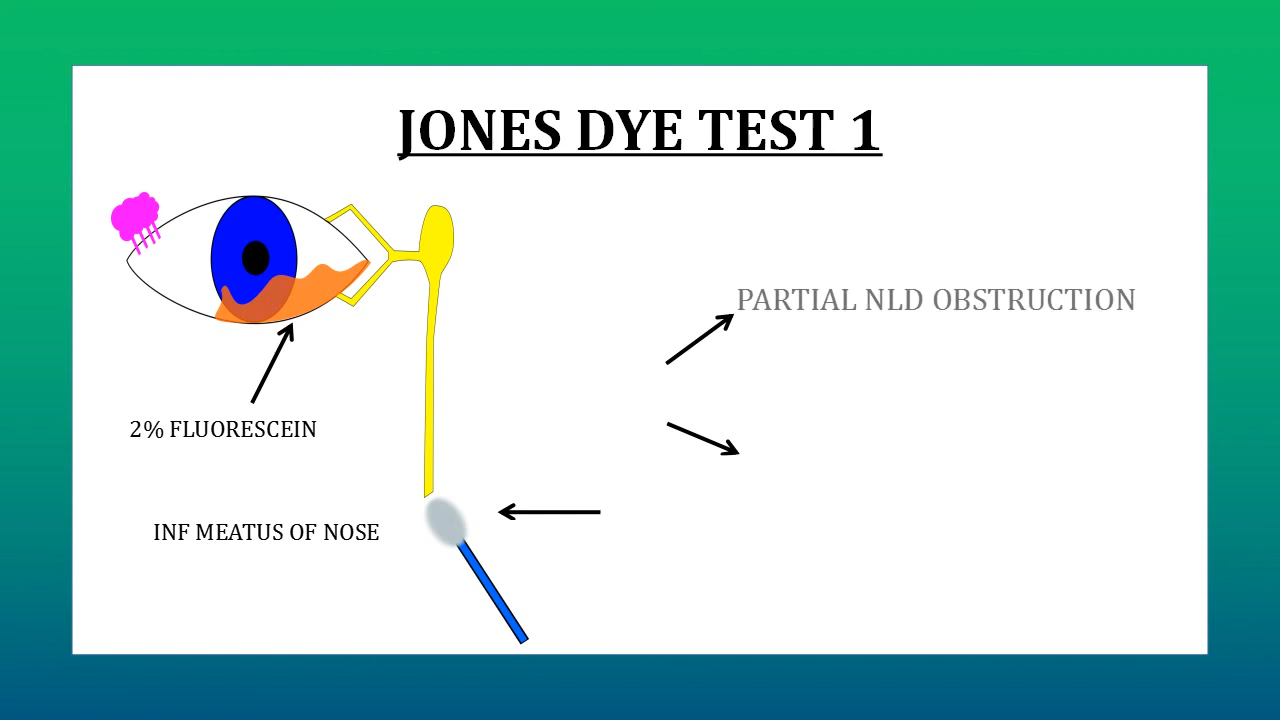 JONES DYE TEST 1
PARTIAL NLD OBSTRUCTION
2% FLUORESCEIN
INF MEATUS OF NOSE